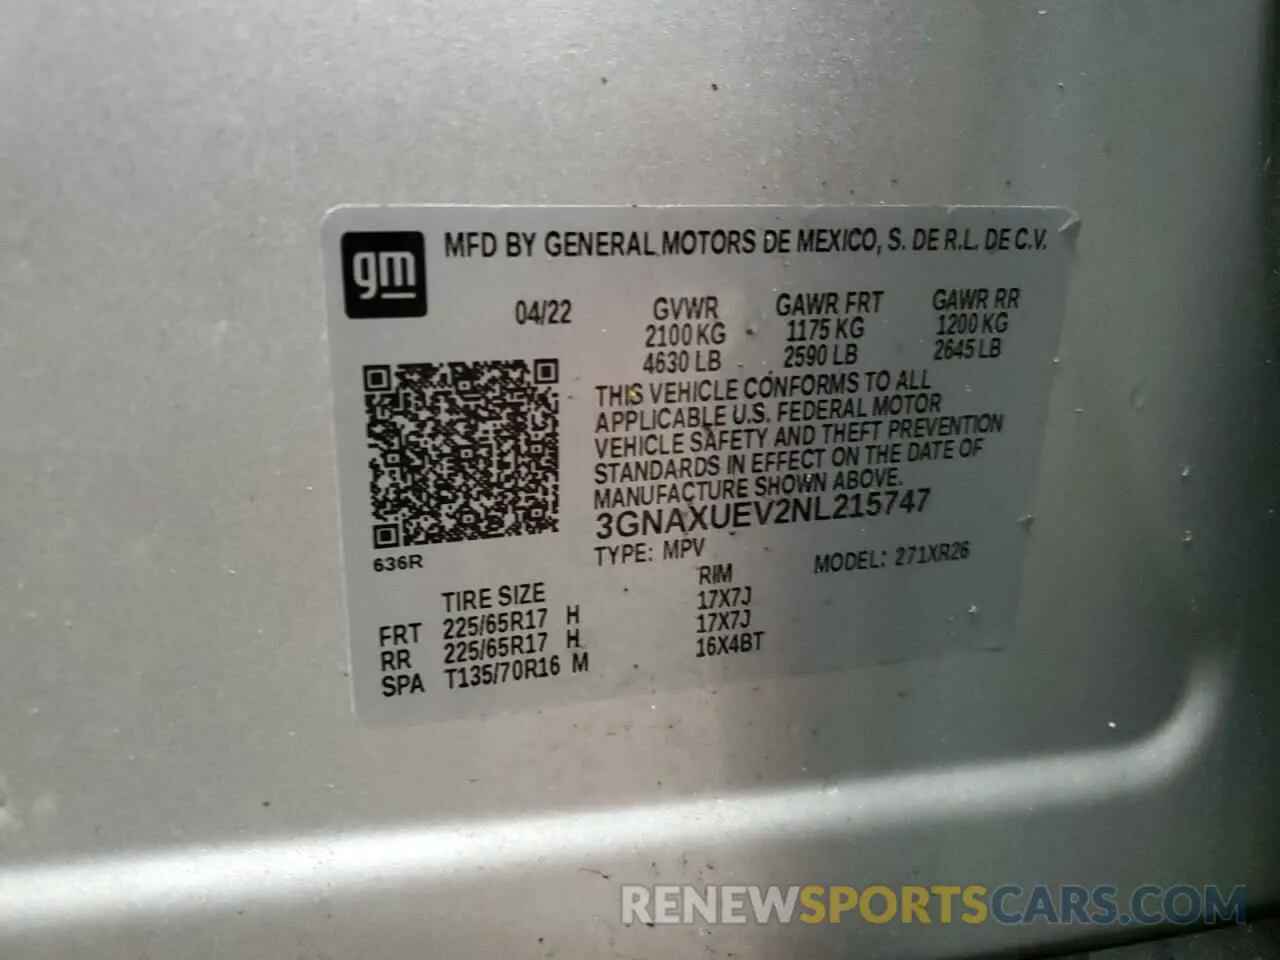 gm
MFD BY GENERAL MOTORS DE MEXICO, S. DE R.L. DE C.V.
04/22 GVWR GAWR FRT GAWR RR
2100 KG 1175 KG 1200 KG
4630 LB 2590 LB 2645 LB
THIS VEHICLE CONFORMS TO ALL
APPLICABLE U.S. FEDERAL MOTOR
VEHICLE SAFETY AND THEFT PREVENTION
STANDARDS IN EFFECT ON THE DATE OF
MANUFACTURE SHOWN ABOVE.
3GNAXUEV2NL215747
636R
TYPE: MPV MODEL: 271XR26
TIRE SIZE RIM
FRT 225/65R17 H 17X7J
RR 225/65R17 H 17X7J
SPA T135/70R16 M 16X4BT
RENEWSPORTSCARS.COM